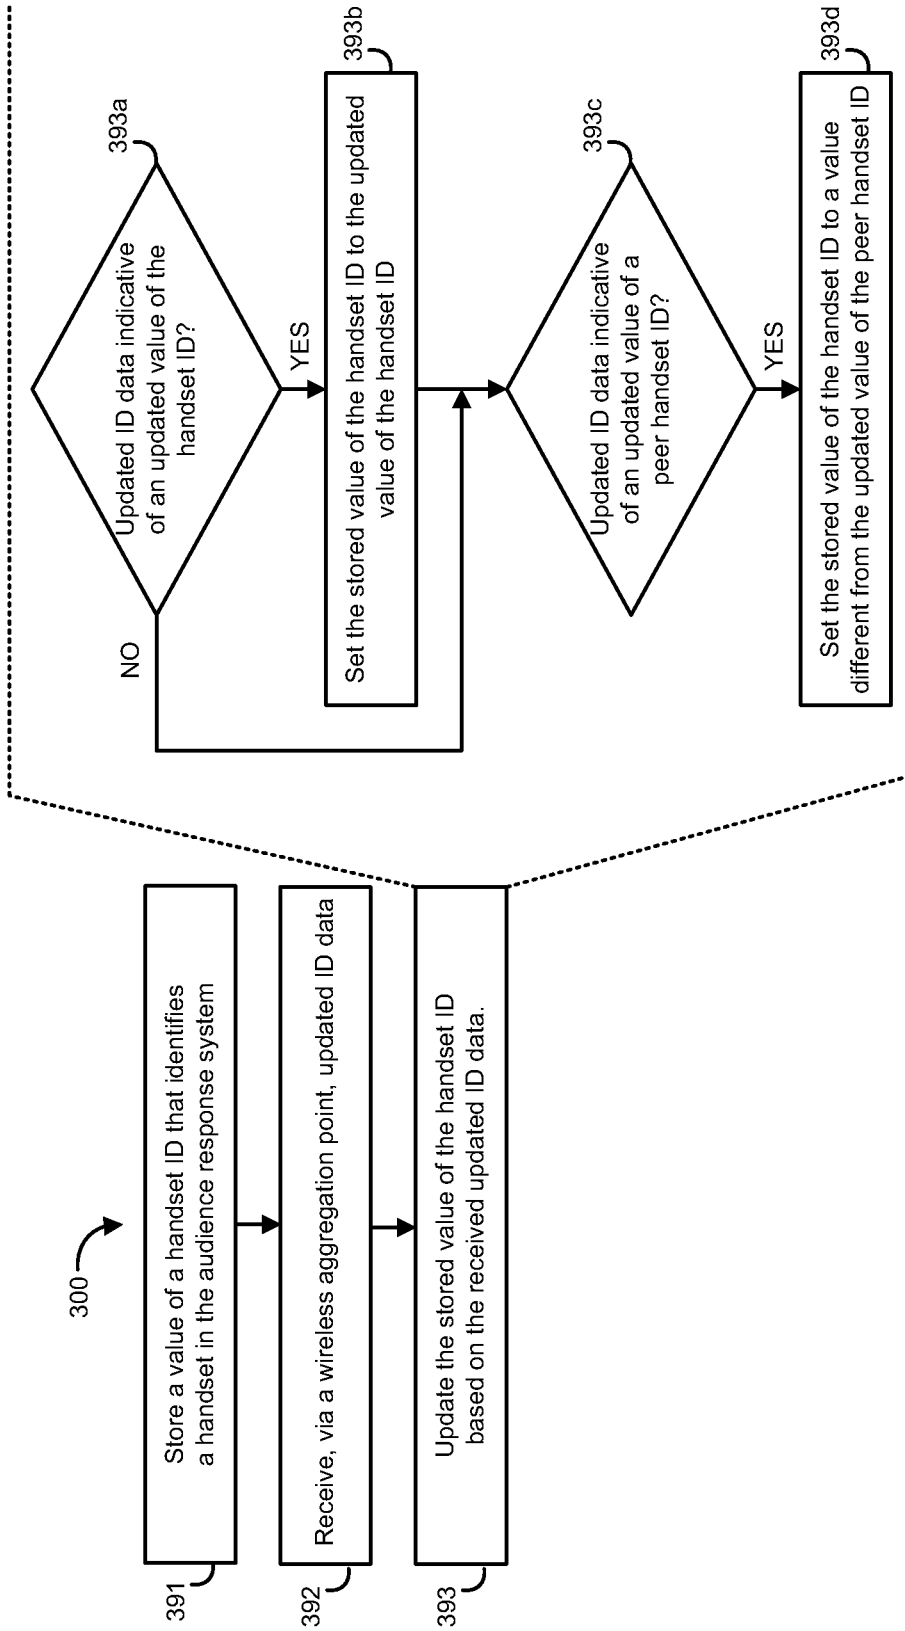 300
391
Store a value of a handset ID that identifies
a handset in the audience response system
392
Receive, via a wireless aggregation point, updated ID data
393
Update the stored value of the handset ID
based on the received updated ID data.
393a
Updated ID data indicative
of an updated value of the
handset ID?
NO
YES
393b
Set the stored value of the handset ID to the updated
value of the handset ID
393c
Updated ID data indicative
of an updated value of a
peer handset ID?
YES
393d
Set the stored value of the handset ID to a value
different from the updated value of the peer handset ID